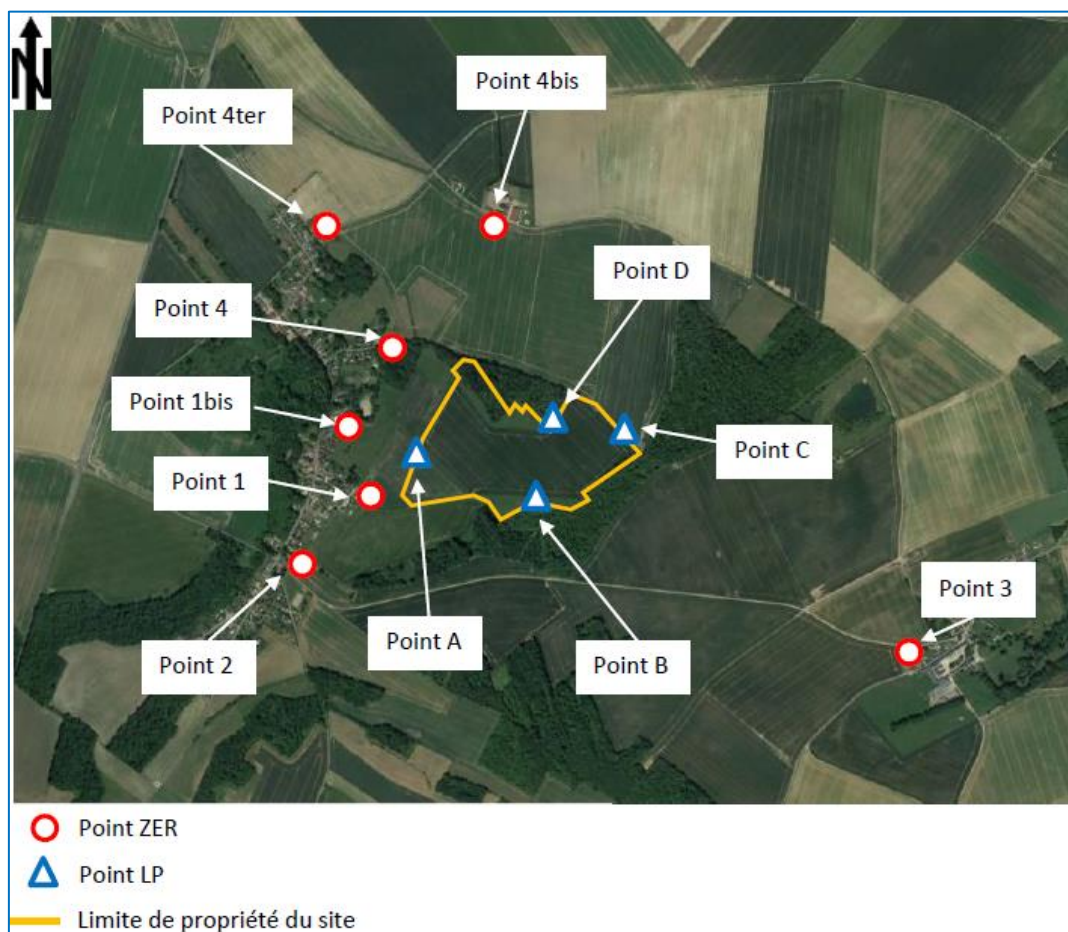 N
Point 4bis
Point 4ter
Point D
Point 4
Point 1bis
Point C
Point 1
Point 3
Point A
Point 2
Point B
Point ZER
Point LP
Limite de propriété du site